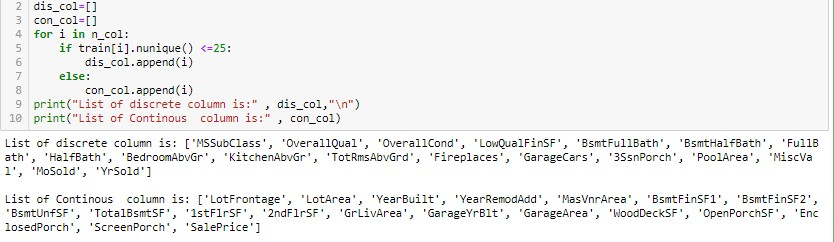 2 dis_col=[]
3 con_col=[]
4 for i in n_col:
5     if train[i].nunique() <=25:
6         dis_col.append(i)
7     else:
8         con_col.append(i)
9 print("List of discrete column is:" , dis_col,"\n")
10 print("List of Continous  column is:" , con_col)
List of discrete column is: ['MSSubClass', 'OverallQual', 'OverallCond', 'LowQualFinSF', 'BsmtFullBath', 'BsmtHalfBath', 'FullB
ath', 'HalfBath', 'BedroomAbvGr', 'KitchenAbvGr', 'TotRmsAbvGrd', 'Fireplaces', 'GarageCars', '3SsnPorch', 'PoolArea', 'MiscVa
l', 'MoSold', 'YrSold']
List of Continous  column is: ['LotFrontage', 'LotArea', 'YearBuilt', 'YearRemodAdd', 'MasVnrArea', 'BsmtFinSF1', 'BsmtFinSF2',
'BsmtUnfSF', 'TotalBsmtSF', '1stFlrSF', '2ndFlrSF', 'GrLivArea', 'GarageYrBlt', 'GarageArea', 'WoodDeckSF', 'OpenPorchSF', 'Enc
losedPorch', 'ScreenPorch', 'SalePrice']